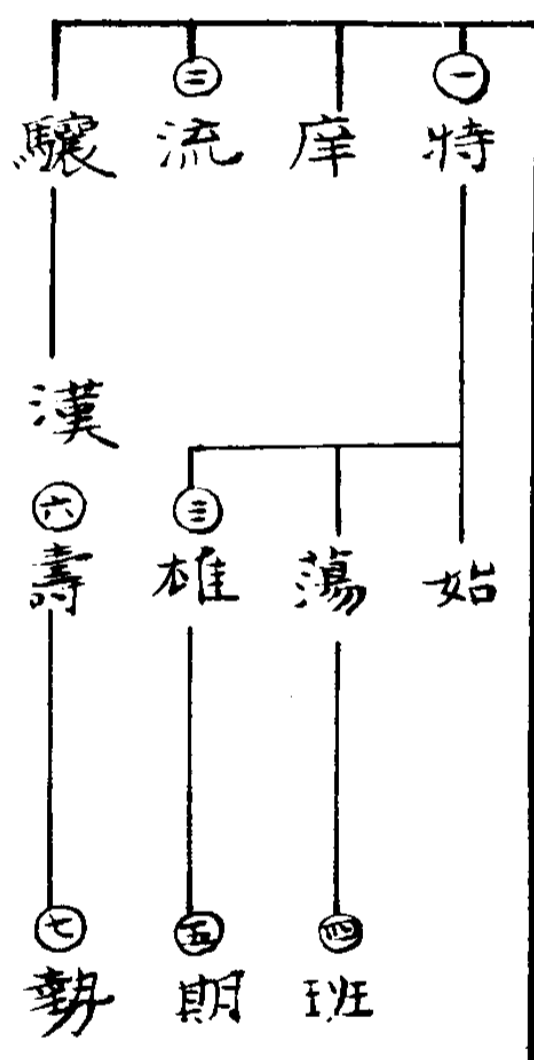 ㊀
特
庠
㊁
流
驤
始
蕩
㊂
雄
漢
㊅
壽
㊃
班
㊄
期
㊆
勢